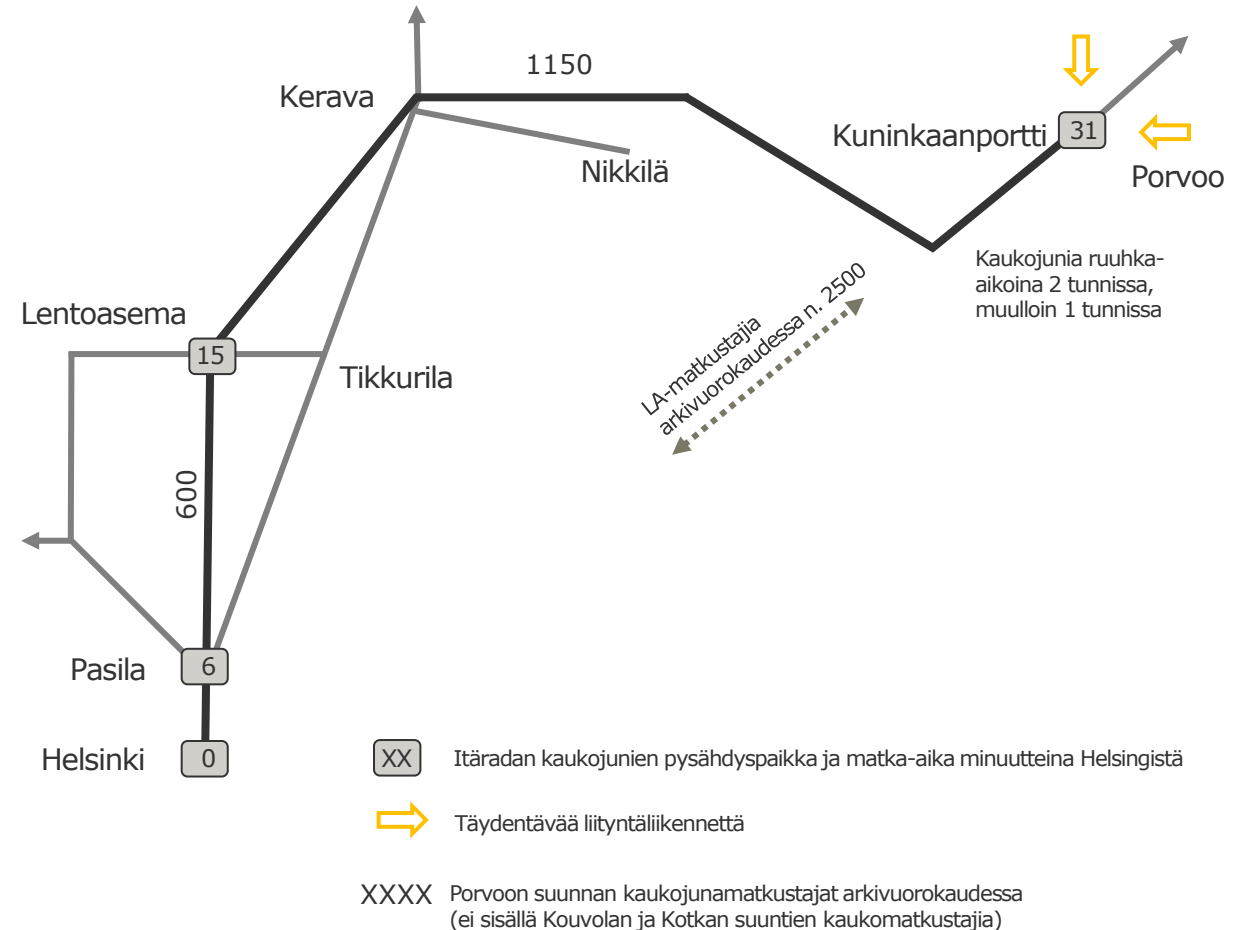 1150
Kerava
Nikkilä
Kuninkaanportti
31
Porvoo
Kaukojunia ruuhka-
aikoina 2 tunnissa,
muulloin 1 tunnissa
LA-matkustajia
arkivuorokaudessa n. 2500
Lentoasema
15
Tikkurila
600
Pasila
6
Helsinki
0
XX
Itäradan kaukojunien pysähdyspaikka ja matka-aika minuutteina Helsingistä
Täydentävää liityntäliikennettä
XXXX
Porvoon suunnan kaukojunamatkustajat arkivuorokaudessa
(ei sisällä Kouvolan ja Kotkan suuntien kaukomatkustajia)